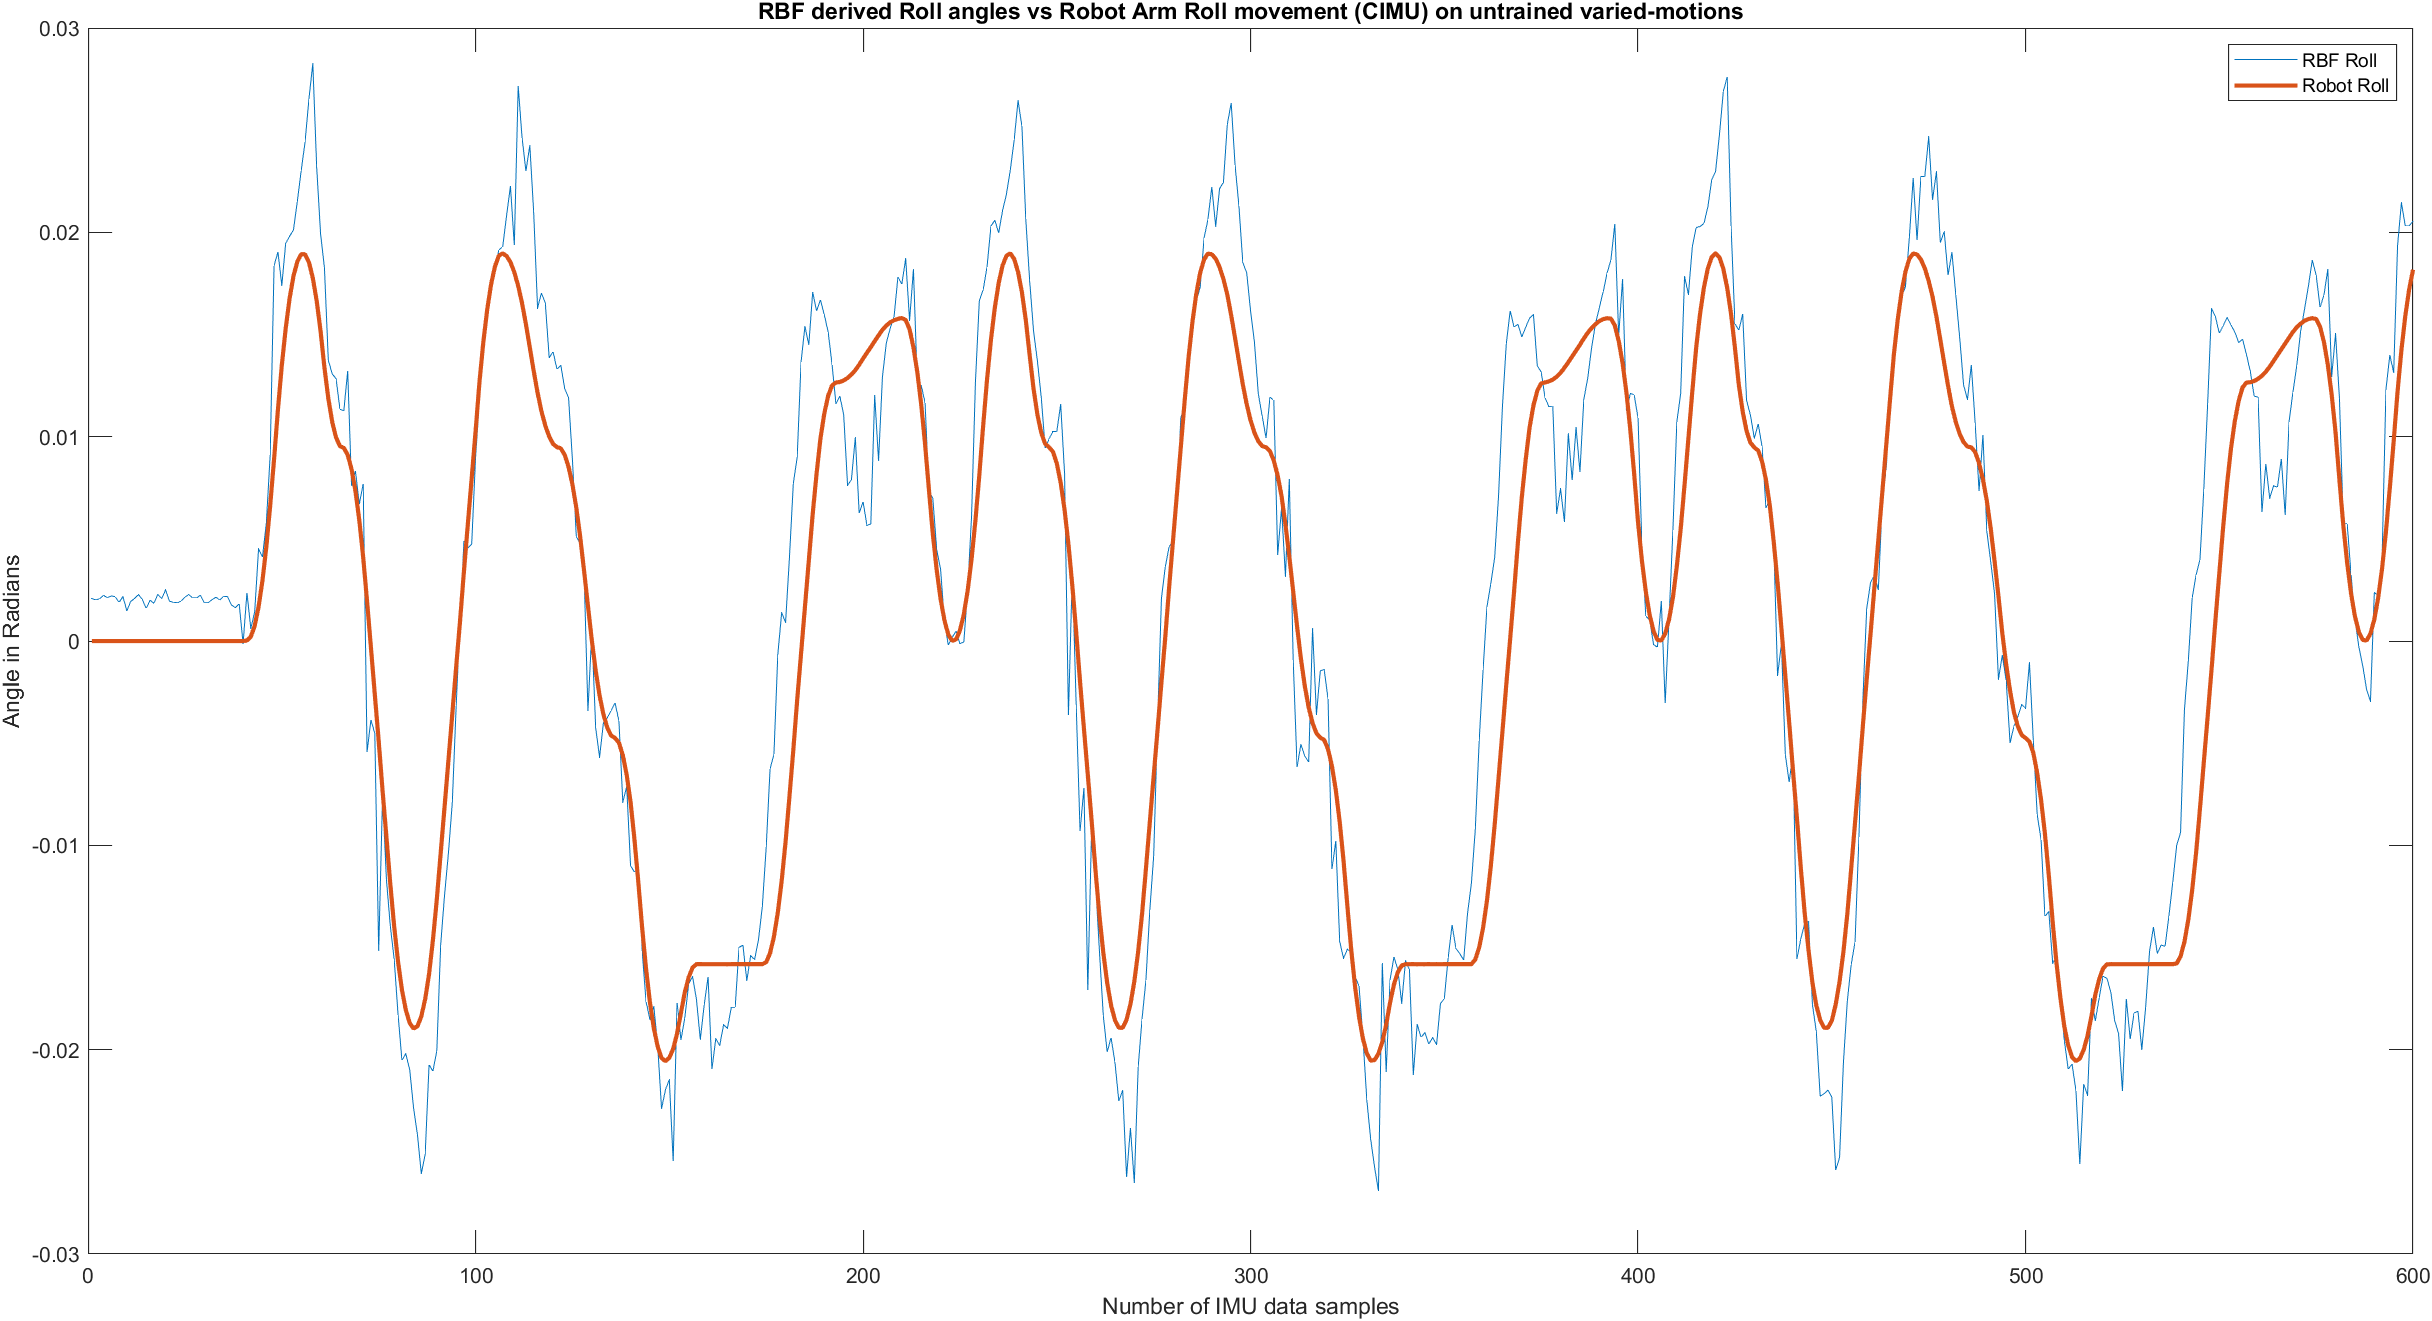 RBF derived Roll angles vs Robot Arm Roll movement (CIMU) on untrained varied-motions
RBF Roll
Robot Roll
0.03
0.02
0.01
0
-0.01
-0.02
-0.03
Angle in Radians
0
100
200
300
400
500
600
Number of IMU data samples